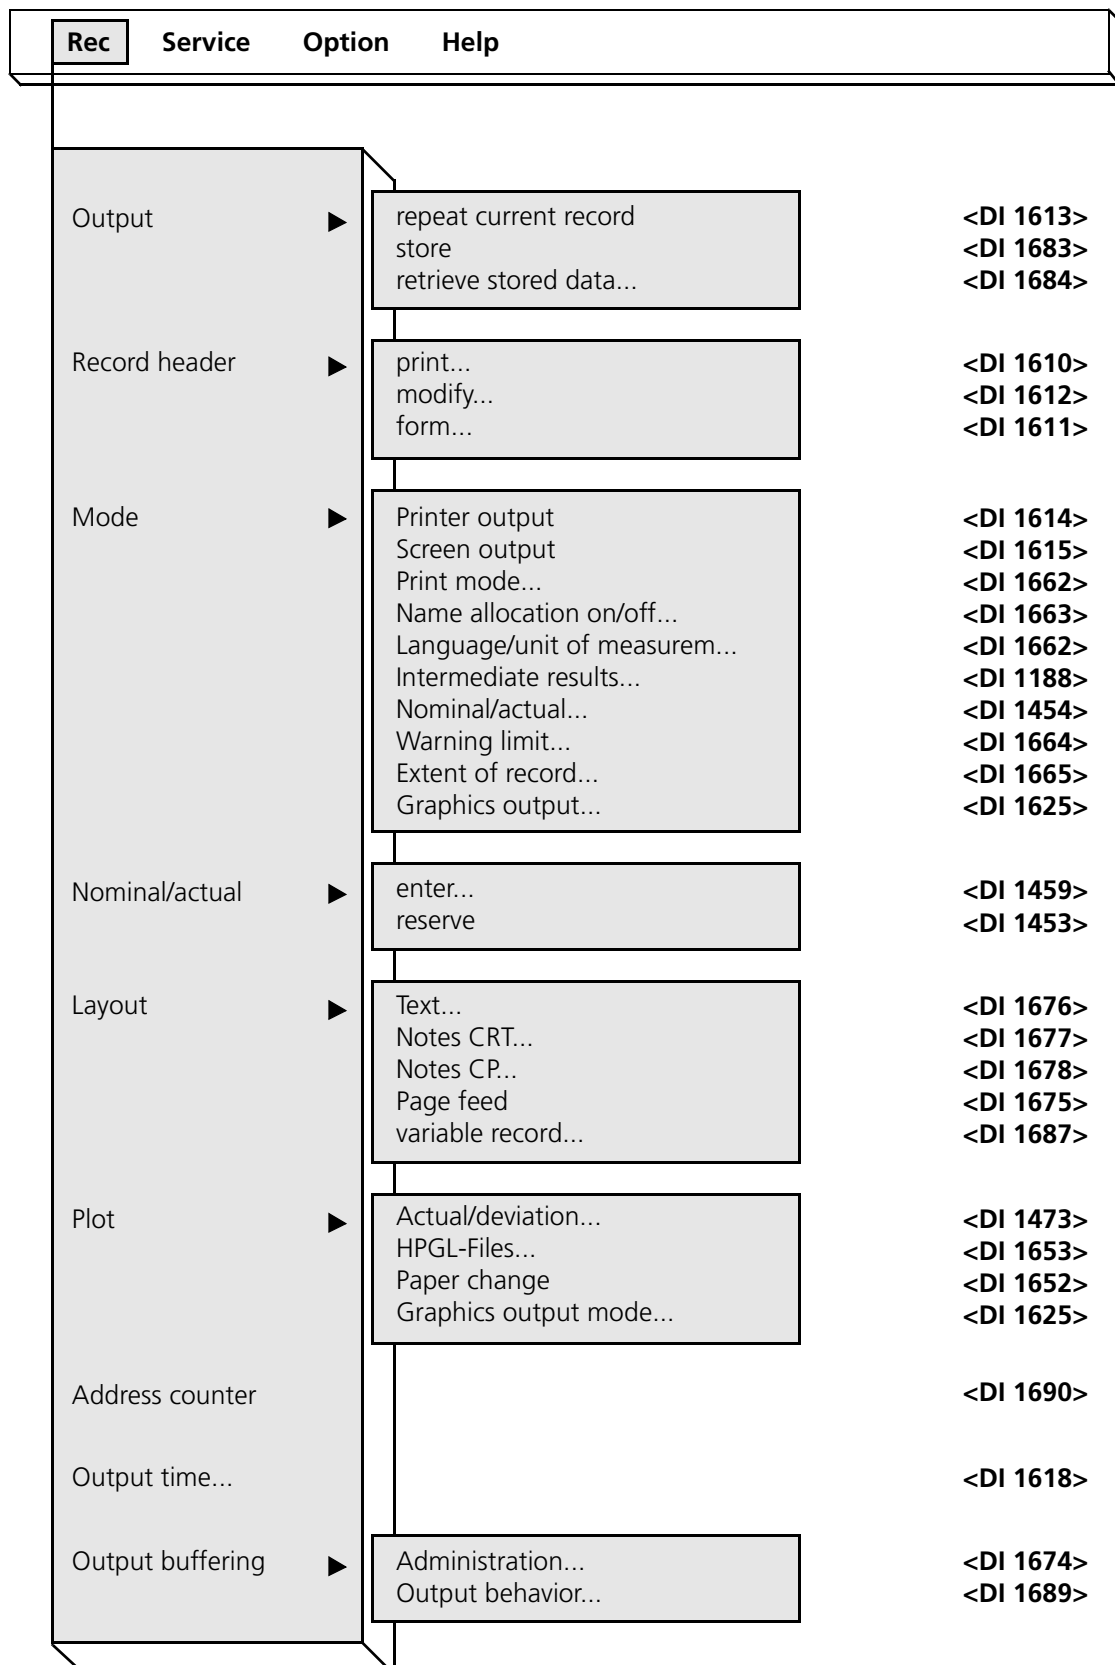 Rec Service Option Help
Output ▶ repeat current record <DI 1613>
store <DI 1683>
retrieve stored data... <DI 1684>
Record header ▶ print... <DI 1610>
modify... <DI 1612>
form... <DI 1611>
Mode ▶ Printer output <DI 1614>
Screen output <DI 1615>
Print mode... <DI 1662>
Name allocation on/off... <DI 1663>
Language/unit of measurem... <DI 1662>
Intermediate results... <DI 1188>
Nominal/actual... <DI 1454>
Warning limit... <DI 1664>
Extent of record... <DI 1665>
Graphics output... <DI 1625>
Nominal/actual ▶ enter... <DI 1459>
reserve <DI 1453>
Layout ▶ Text... <DI 1676>
Notes CRT... <DI 1677>
Notes CP... <DI 1678>
Page feed <DI 1675>
variable record... <DI 1687>
Plot ▶ Actual/deviation... <DI 1473>
HPGL-Files... <DI 1653>
Paper change <DI 1652>
Graphics output mode... <DI 1625>
Address counter <DI 1690>
Output time... <DI 1618>
Output buffering ▶ Administration... <DI 1674>
Output behavior... <DI 1689>